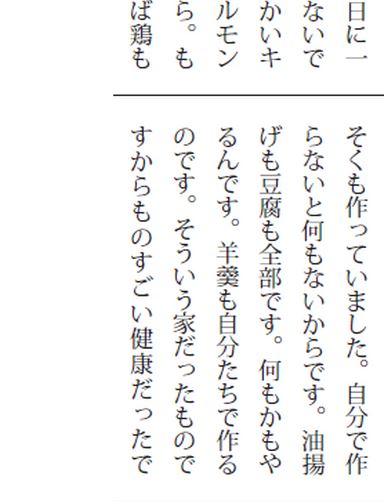 日に一
ないで
かいキ
ルモン
ら。も
ば鶏も
そくも作っていました。自分で作
らないと何もないからです。油揚
げも豆腐も全部です。何もかもや
るんです。羊羹も自分たちで作る
のです。そういう家だったもので
すからものすごい健康だったで